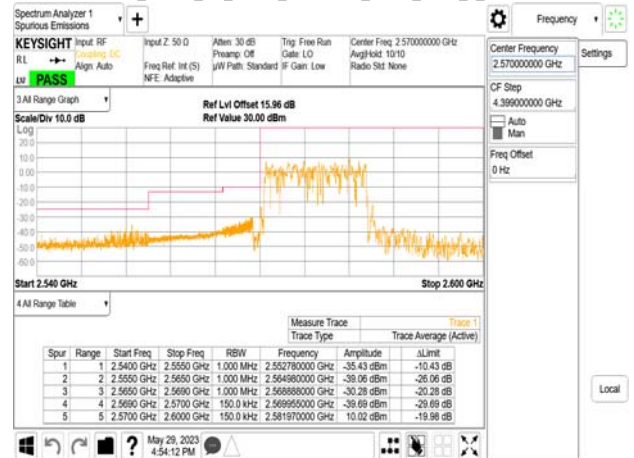 Spectrum Analyzer 1
Spurious Emissions
Frequency
KEYSIGHT Input: RF Input Z: 50 Ω Atten: 30 dB Trig: Free Run Center Freq: 2.570000000 GHz
RL Coupling: DC Preamp: Off Gate: LO Avg|Hold: 10/10
Align: Auto Freq Ref: Int (S) µW Path: Standard IF Gain: Low Radio Std: None
NFE: Adaptive
PASS
Center Frequency
2.570000000 GHz
Settings
CF Step
4.399000000 GHz
Auto
Man
Freq Offset
0 Hz
3 All Range Graph
Ref Lvl Offset 15.96 dB
Scale/Div 10.0 dB Ref Value 30.00 dBm
Log
20.0
10.0
0.00
-10.0
-20.0
-30.0
-40.0
-50.0
-60.0
Start 2.540 GHz Stop 2.600 GHz
4 All Range Table
Measure Trace Trace 1
Trace Type Trace Average (Active)
Spur Range Start Freq Stop Freq RBW Frequency Amplitude ΔLimit
1 1 2.5400 GHz 2.5550 GHz 1.000 MHz 2.552780000 GHz -35.43 dBm -10.43 dB
2 2 2.5550 GHz 2.5650 GHz 1.000 MHz 2.564980000 GHz -39.06 dBm -26.06 dB
3 3 2.5650 GHz 2.5690 GHz 1.000 MHz 2.568888000 GHz -30.28 dBm -20.28 dB
4 4 2.5690 GHz 2.5700 GHz 150.0 kHz 2.569955000 GHz -39.69 dBm -29.69 dB
5 5 2.5700 GHz 2.6000 GHz 150.0 kHz 2.581970000 GHz 10.02 dBm -19.98 dB
Local
May 29, 2023
4:54:12 PM